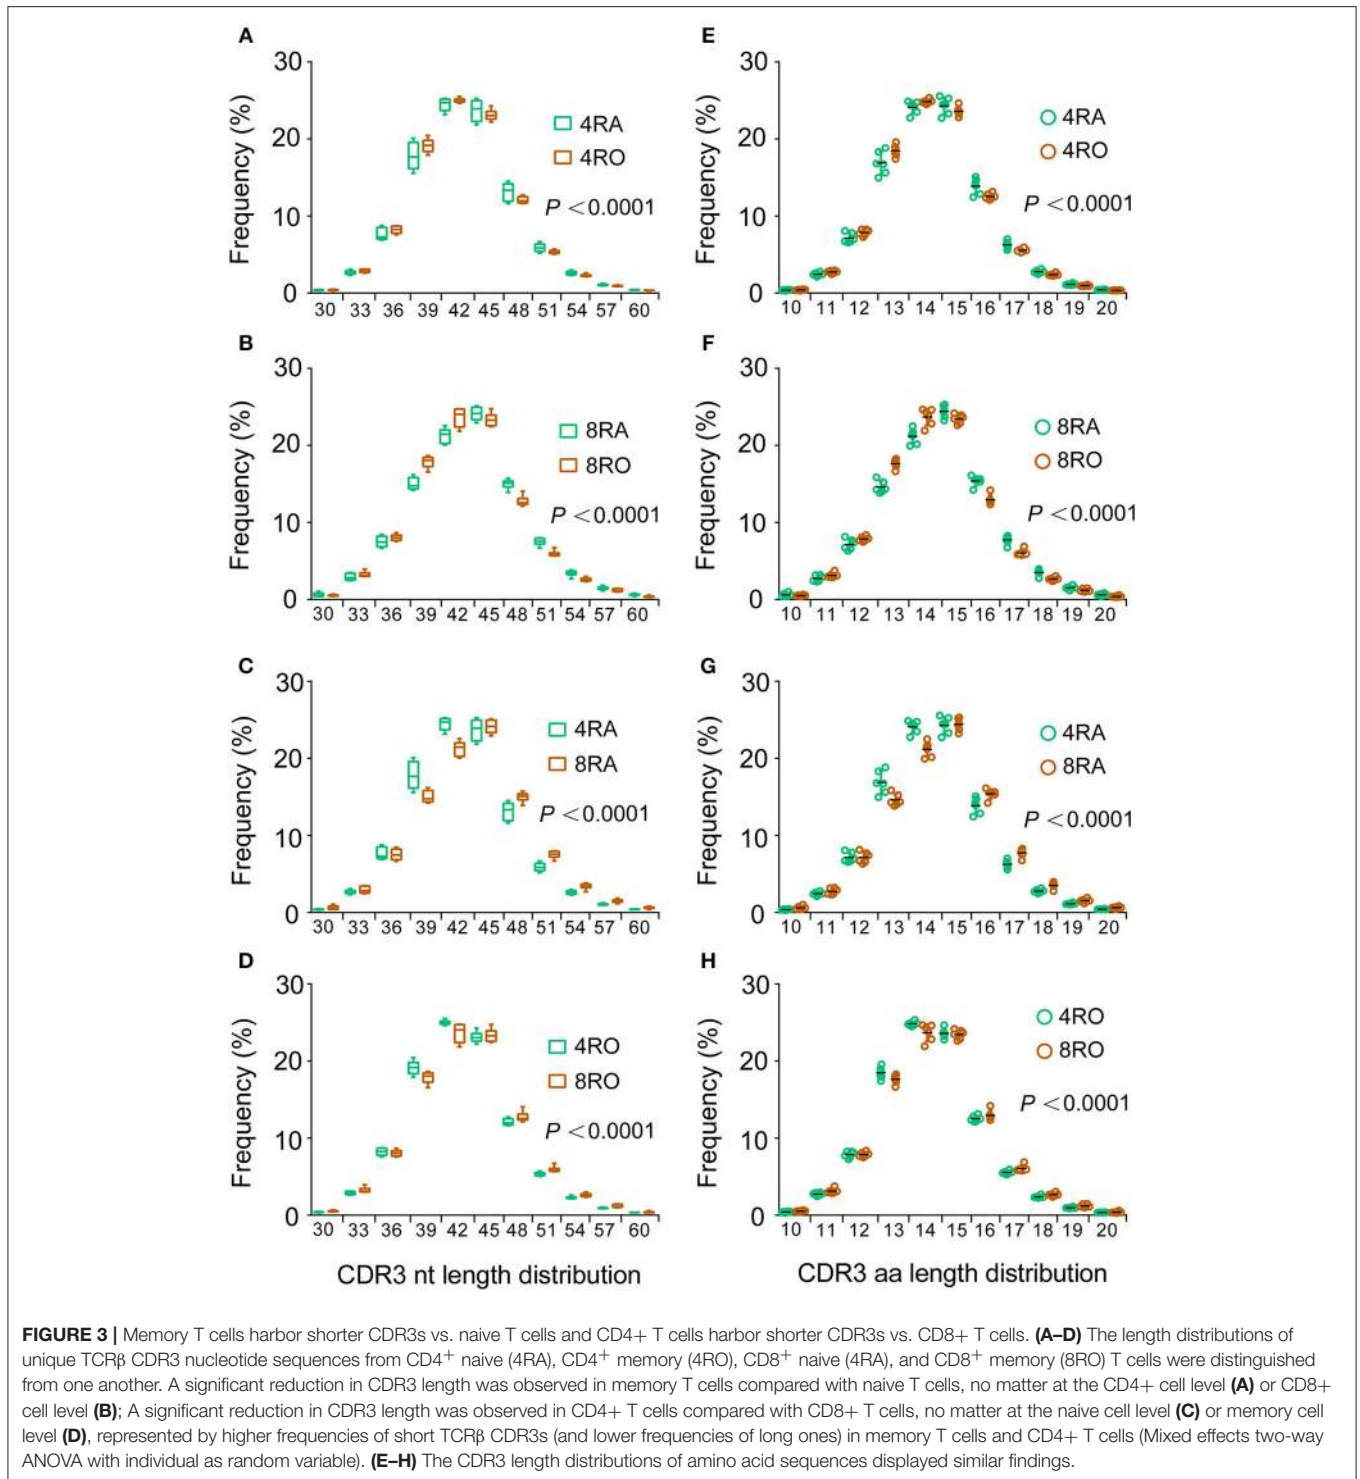 A
30
20
10
0
Frequency (%)
4RA
4RO
P <0.0001
30 33 36 39 42 45 48 51 54 57 60
E
30
20
10
0
Frequency (%)
4RA
4RO
P <0.0001
10 11 12 13 14 15 16 17 18 19 20
B
30
20
10
0
Frequency (%)
8RA
8RO
P <0.0001
30 33 36 39 42 45 48 51 54 57 60
F
30
20
10
0
Frequency (%)
8RA
8RO
P <0.0001
10 11 12 13 14 15 16 17 18 19 20
C
30
20
10
0
Frequency (%)
4RA
8RA
P <0.0001
30 33 36 39 42 45 48 51 54 57 60
G
30
20
10
0
Frequency (%)
4RA
8RA
P <0.0001
10 11 12 13 14 15 16 17 18 19 20
D
30
20
10
0
Frequency (%)
4RO
8RO
P <0.0001
30 33 36 39 42 45 48 51 54 57 60
CDR3 nt length distribution
H
30
20
10
0
Frequency (%)
4RO
8RO
P <0.0001
10 11 12 13 14 15 16 17 18 19 20
CDR3 aa length distribution
FIGURE 3 | Memory T cells harbor shorter CDR3s vs. naive T cells and CD4+ T cells harbor shorter CDR3s vs. CD8+ T cells. (A–D) The length distributions of
unique TCRβ CDR3 nucleotide sequences from CD4⁺ naive (4RA), CD4⁺ memory (4RO), CD8⁺ naive (4RA), and CD8⁺ memory (8RO) T cells were distinguished
from one another. A significant reduction in CDR3 length was observed in memory T cells compared with naive T cells, no matter at the CD4+ cell level (A) or CD8+
cell level (B); A significant reduction in CDR3 length was observed in CD4+ T cells compared with CD8+ T cells, no matter at the naive cell level (C) or memory cell
level (D), represented by higher frequencies of short TCRβ CDR3s (and lower frequencies of long ones) in memory T cells and CD4+ T cells (Mixed effects two-way
ANOVA with individual as random variable). (E–H) The CDR3 length distributions of amino acid sequences displayed similar findings.